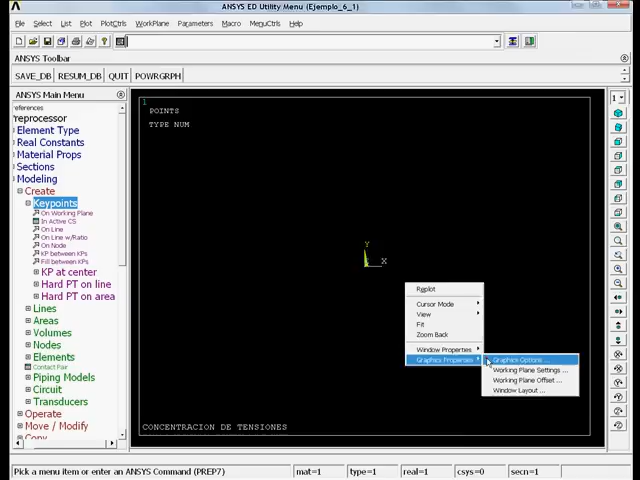 ANSYS ED Utility Menu (Ejemplo_6_1)
File Select List Plot PlotCtrls WorkPlane Parameters Macro MenuCtrls Help
ANSYS Toolbar
SAVE_DB RESUM_DB QUIT POWRGRPH
ANSYS Main Menu
references
reprocessor
Element Type
Real Constants
Material Props
Sections
Modeling
Create
Keypoints
On Working Plane
In Active CS
On Line
On Line w/Ratio
On Node
KP between KPs
Fill between KPs
KP at center
Hard PT on line
Hard PT on area
Lines
Areas
Volumes
Nodes
Elements
Contact Pair
Piping Models
Circuit
Transducers
Operate
Move / Modify
Copy
1
POINTS
TYPE NUM
Y
X
Replot
Cursor Mode
View
Fit
Zoom Back
Window Properties
Graphics Properties
Graphics Options ...
Working Plane Settings ...
Working Plane Offset ...
Window Layout ...
CONCENTRACION DE TENSIONES
1
Pick a menu item or enter an ANSYS Command (PREP7) mat=1 type=1 real=1 csys=0 secn=1